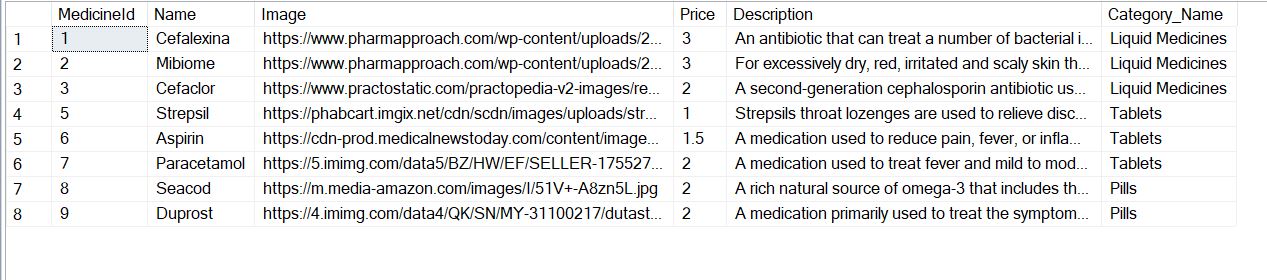 MedicineId Name Image Price Description Category_Name
1 1 Cefalexina https://www.pharmapproach.com/wp-content/uploads/2... 3 An antibiotic that can treat a number of bacterial i... Liquid Medicines
2 2 Mibiome https://www.pharmapproach.com/wp-content/uploads/2... 3 For excessively dry, red, irritated and scaly skin th... Liquid Medicines
3 3 Cefaclor https://www.practostatic.com/practopedia-v2-images/re... 2 A second-generation cephalosporin antibiotic us... Liquid Medicines
4 5 Strepsil https://phabcart.imgix.net/cdn/scdn/images/uploads/str... 1 Strepsils throat lozenges are used to relieve disc... Tablets
5 6 Aspirin https://cdn-prod.medicalnewstoday.com/content/image... 1.5 A medication used to reduce pain, fever, or infla... Tablets
6 7 Paracetamol https://5.imimg.com/data5/BZ/HW/EF/SELLER-175527... 2 A medication used to treat fever and mild to mod... Tablets
7 8 Seacod https://m.media-amazon.com/images/I/51V+-A8zn5L.jpg 2 A rich natural source of omega-3 that includes th... Pills
8 9 Duprost https://4.imimg.com/data4/QK/SN/MY-31100217/dutast... 2 A medication primarily used to treat the symptom... Pills